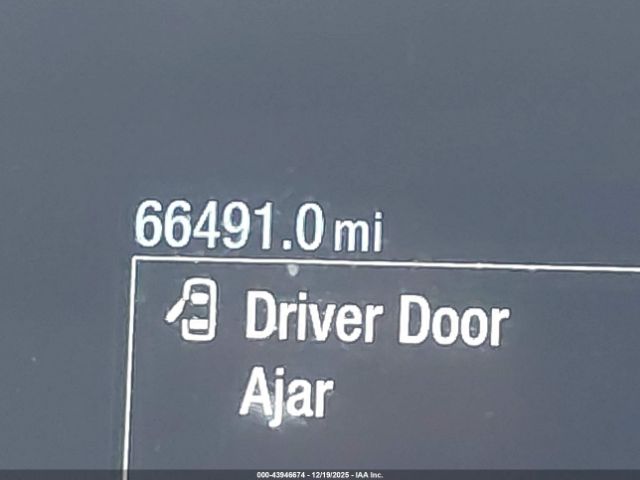 66491.0 mi
Driver Door
Ajar
000-43946674 - 12/19/2025 - IAA Inc.